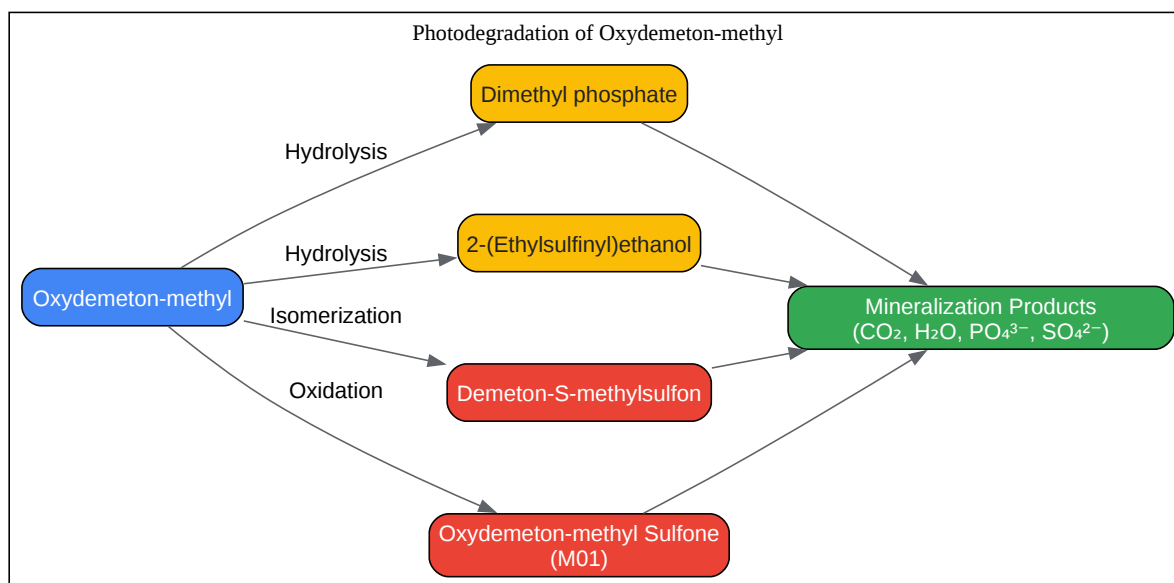 Photodegradation of Oxydemeton-methyl
Dimethyl phosphate
Hydrolysis
2-(Ethylsulfinyl)ethanol
Hydrolysis
Oxydemeton-methyl
Mineralization Products
(CO₂, H₂O, PO₄³⁻, SO₄²⁻)
Isomerization
Demeton-S-methylsulfon
Oxidation
Oxydemeton-methyl Sulfone
(M01)